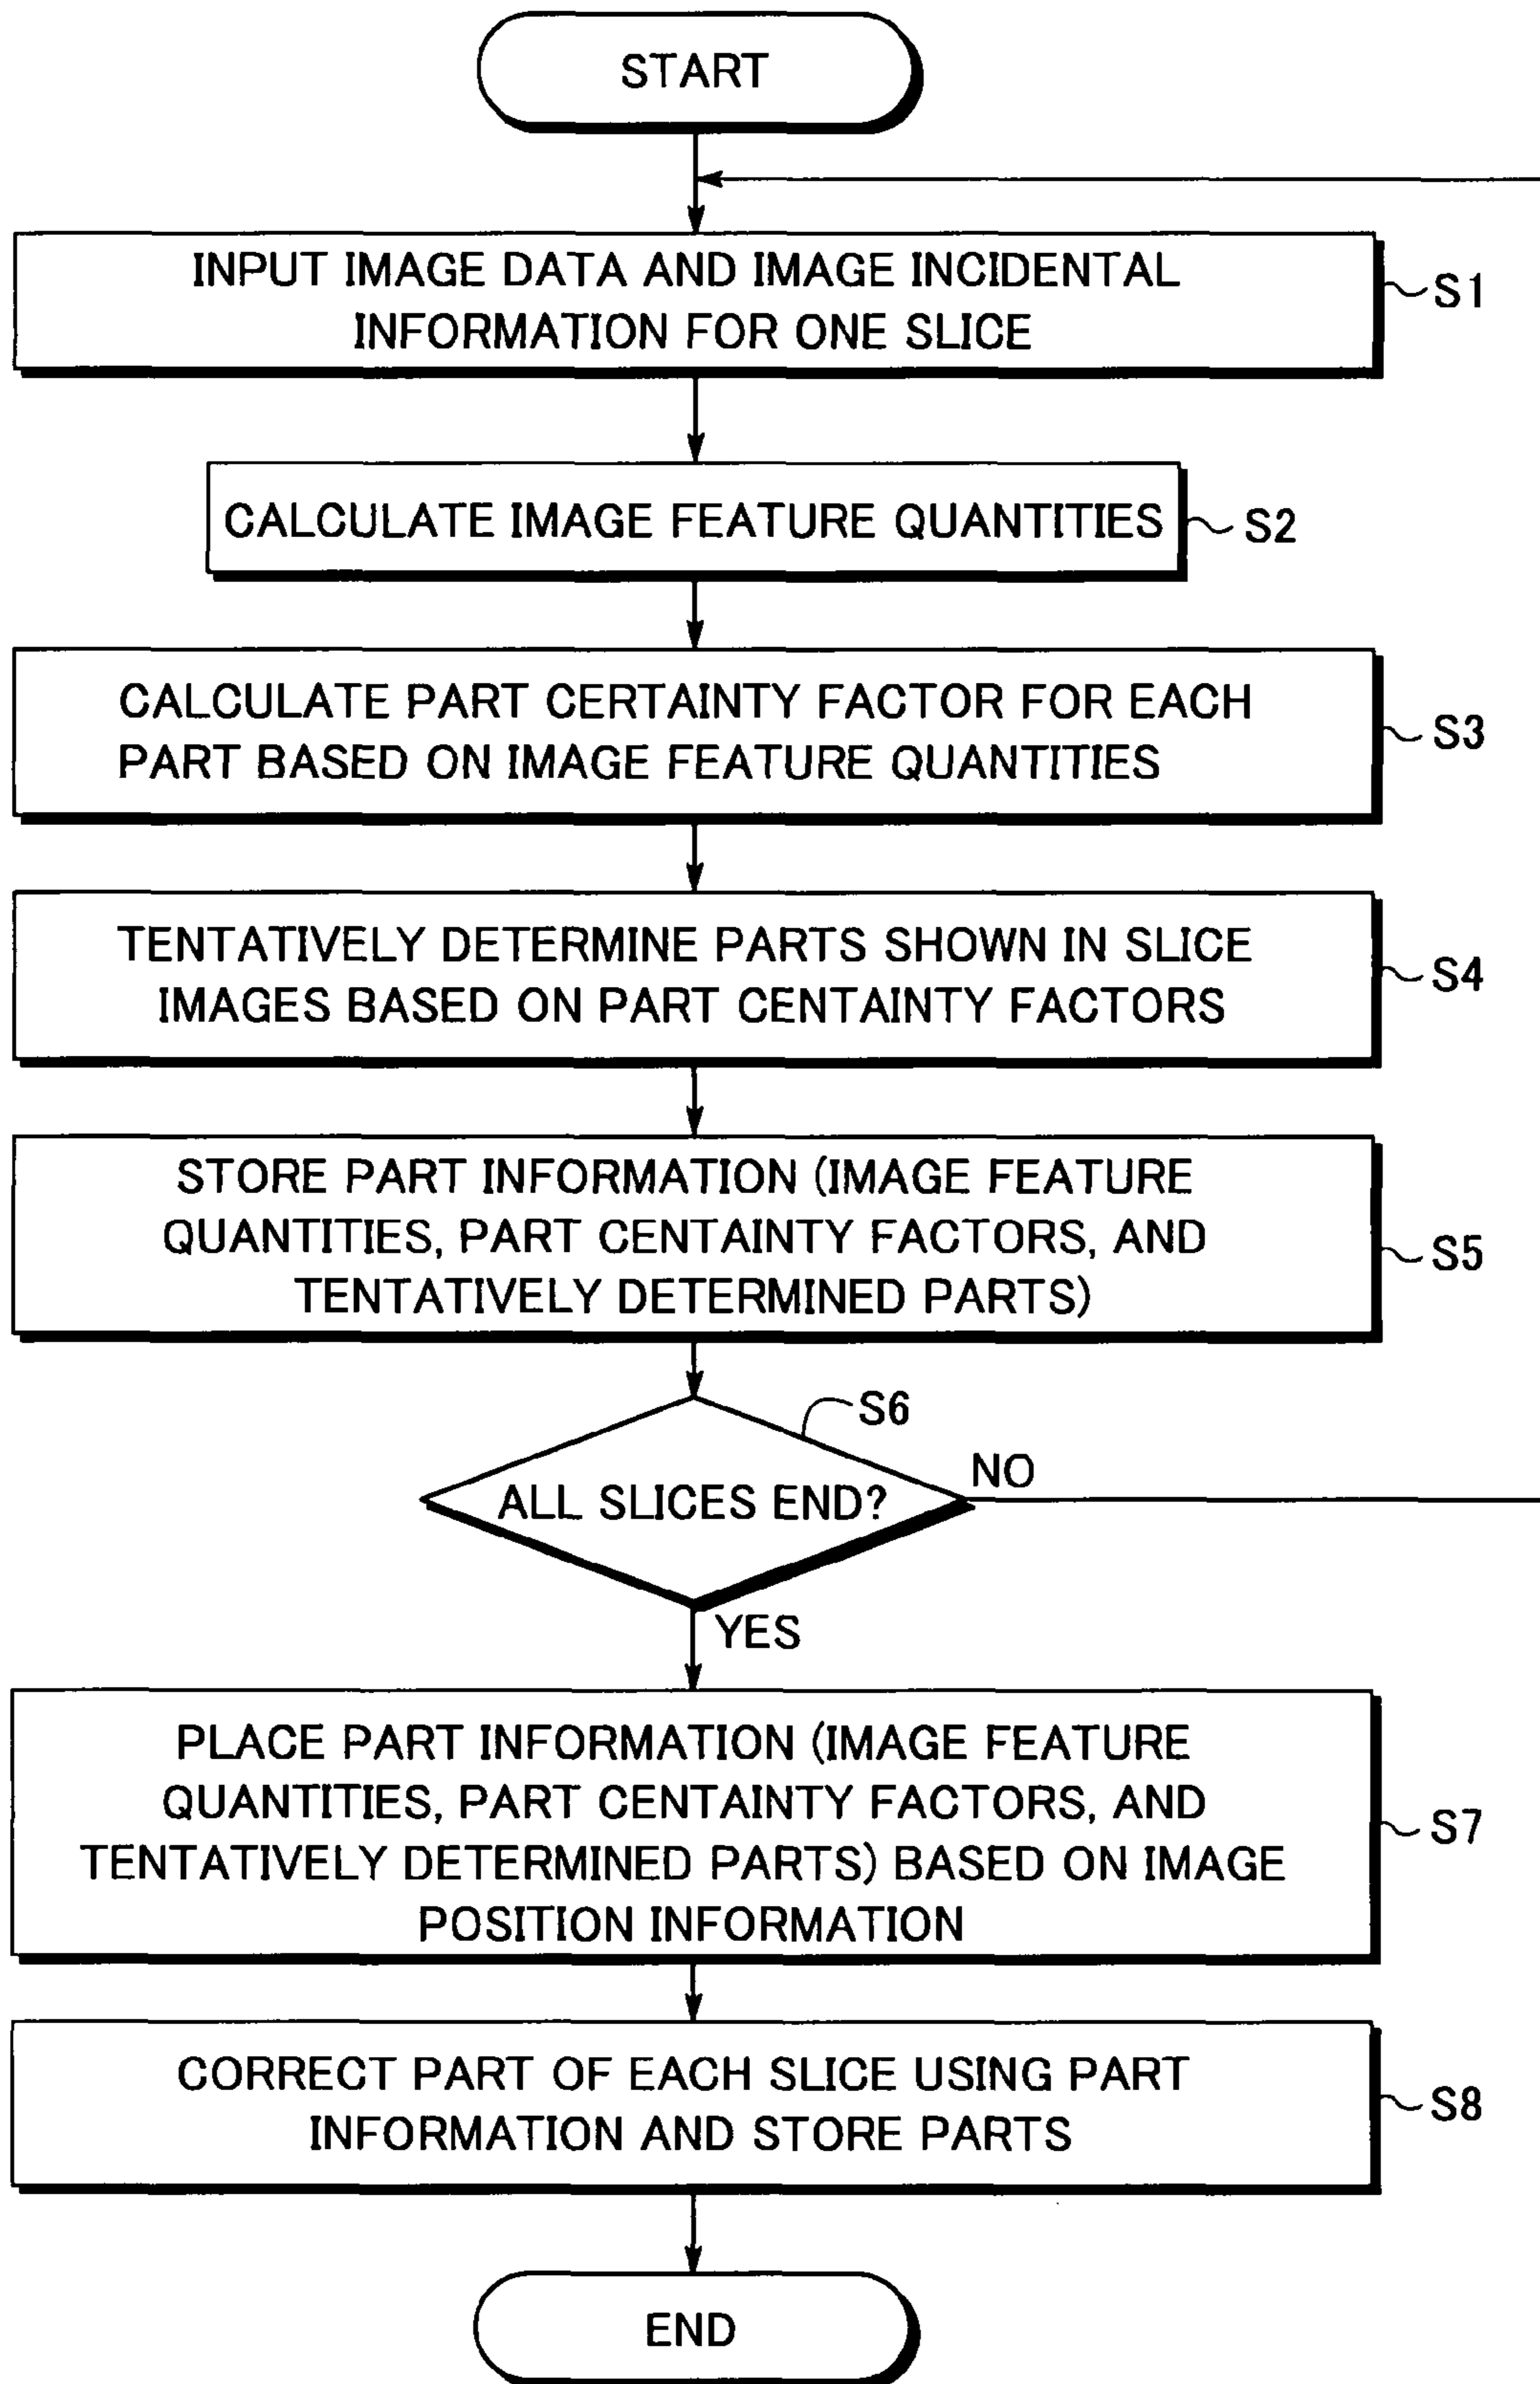 START
INPUT IMAGE DATA AND IMAGE INCIDENTAL
INFORMATION FOR ONE SLICE
S1
CALCULATE IMAGE FEATURE QUANTITIES
S2
CALCULATE PART CERTAINTY FACTOR FOR EACH
PART BASED ON IMAGE FEATURE QUANTITIES
S3
TENTATIVELY DETERMINE PARTS SHOWN IN SLICE
IMAGES BASED ON PART CENTAINTY FACTORS
S4
STORE PART INFORMATION (IMAGE FEATURE
QUANTITIES, PART CENTAINTY FACTORS, AND
TENTATIVELY DETERMINED PARTS)
S5
S6
ALL SLICES END?
NO
YES
PLACE PART INFORMATION (IMAGE FEATURE
QUANTITIES, PART CENTAINTY FACTORS, AND
TENTATIVELY DETERMINED PARTS) BASED ON IMAGE
POSITION INFORMATION
S7
CORRECT PART OF EACH SLICE USING PART
INFORMATION AND STORE PARTS
S8
END